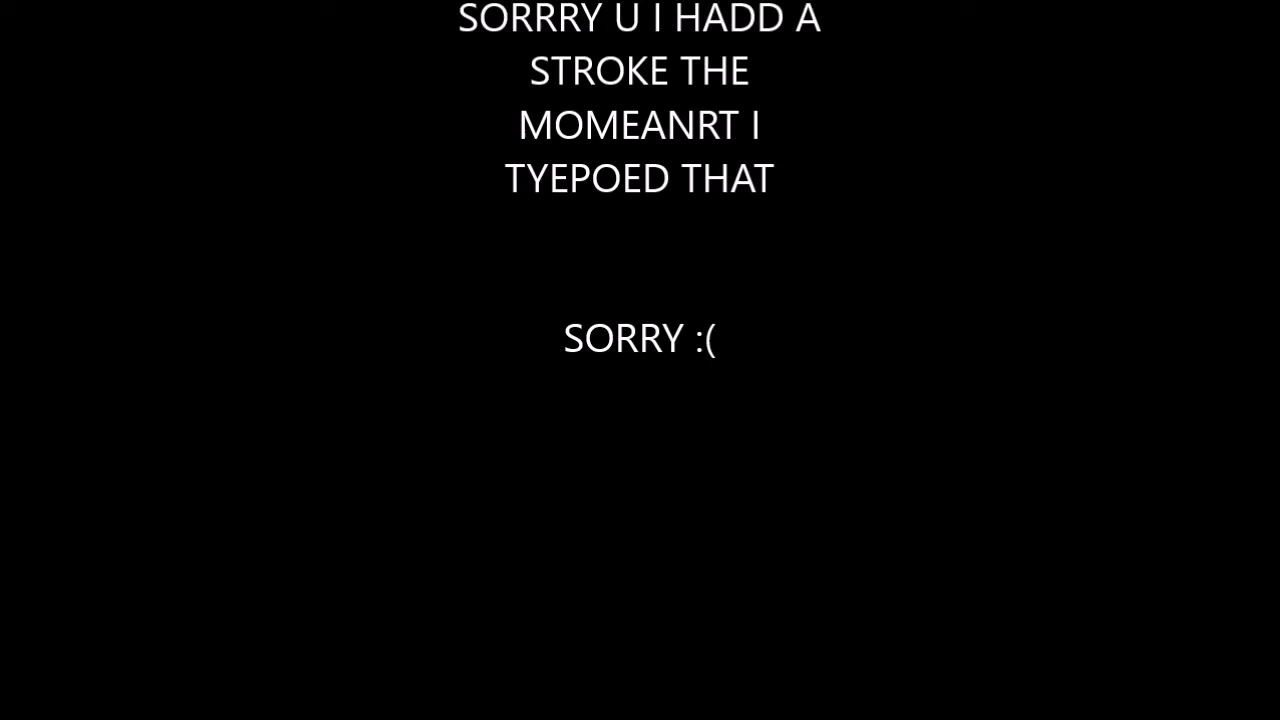 SORRRY U I HADD A
STROKE THE
MOMEANRT I
TYEPOED THAT
SORRY :(